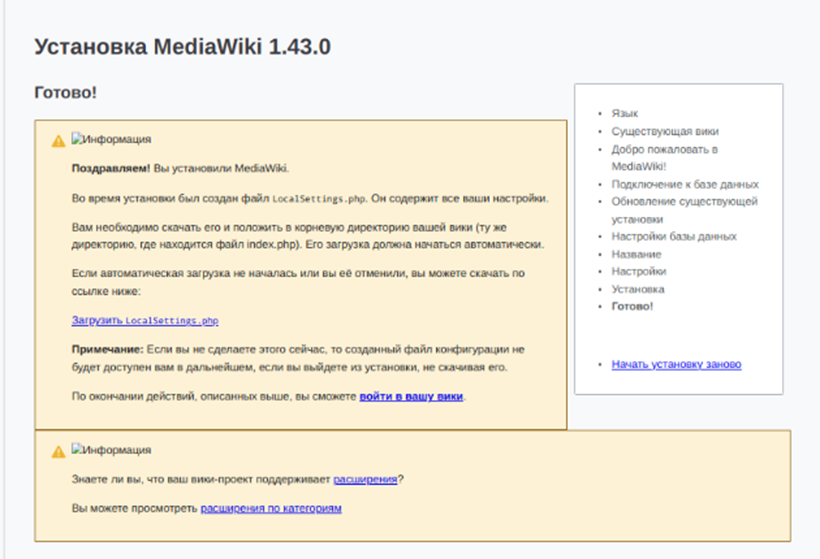 Установка MediaWiki 1.43.0
Готово!
Информация
Поздравляем! Вы установили MediaWiki.
Во время установки был создан файл LocalSettings.php. Он содержит все ваши настройки.
Вам необходимо скачать его и положить в корневую директорию вашей вики (ту же
директорию, где находится файл index.php). Его загрузка должна начаться автоматически.
Если автоматическая загрузка не началась или вы её отменили, вы можете скачать по
ссылке ниже:
Загрузить LocalSettings.php
Примечание: Если вы не сделаете этого сейчас, то созданный файл конфигурации не
будет доступен вам в дальнейшем, если вы выйдете из установки, не скачивая его.
По окончании действий, описанных выше, вы сможете войти в вашу вики.
Язык
Существующая вики
Добро пожаловать в
MediaWiki!
Подключение к базе данных
Обновление существующей
установки
Настройки базы данных
Название
Настройки
Установка
Готово!
Начать установку заново
Информация
Знаете ли вы, что ваш вики-проект поддерживает расширения?
Вы можете просмотреть расширения по категориям